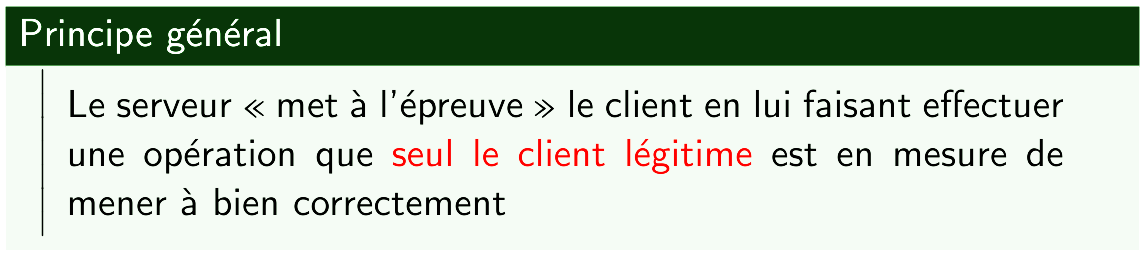 Principe général
Le serveur « met à l'épreuve » le client en lui faisant effectuer
une opération que seul le client légitime est en mesure de
mener à bien correctement